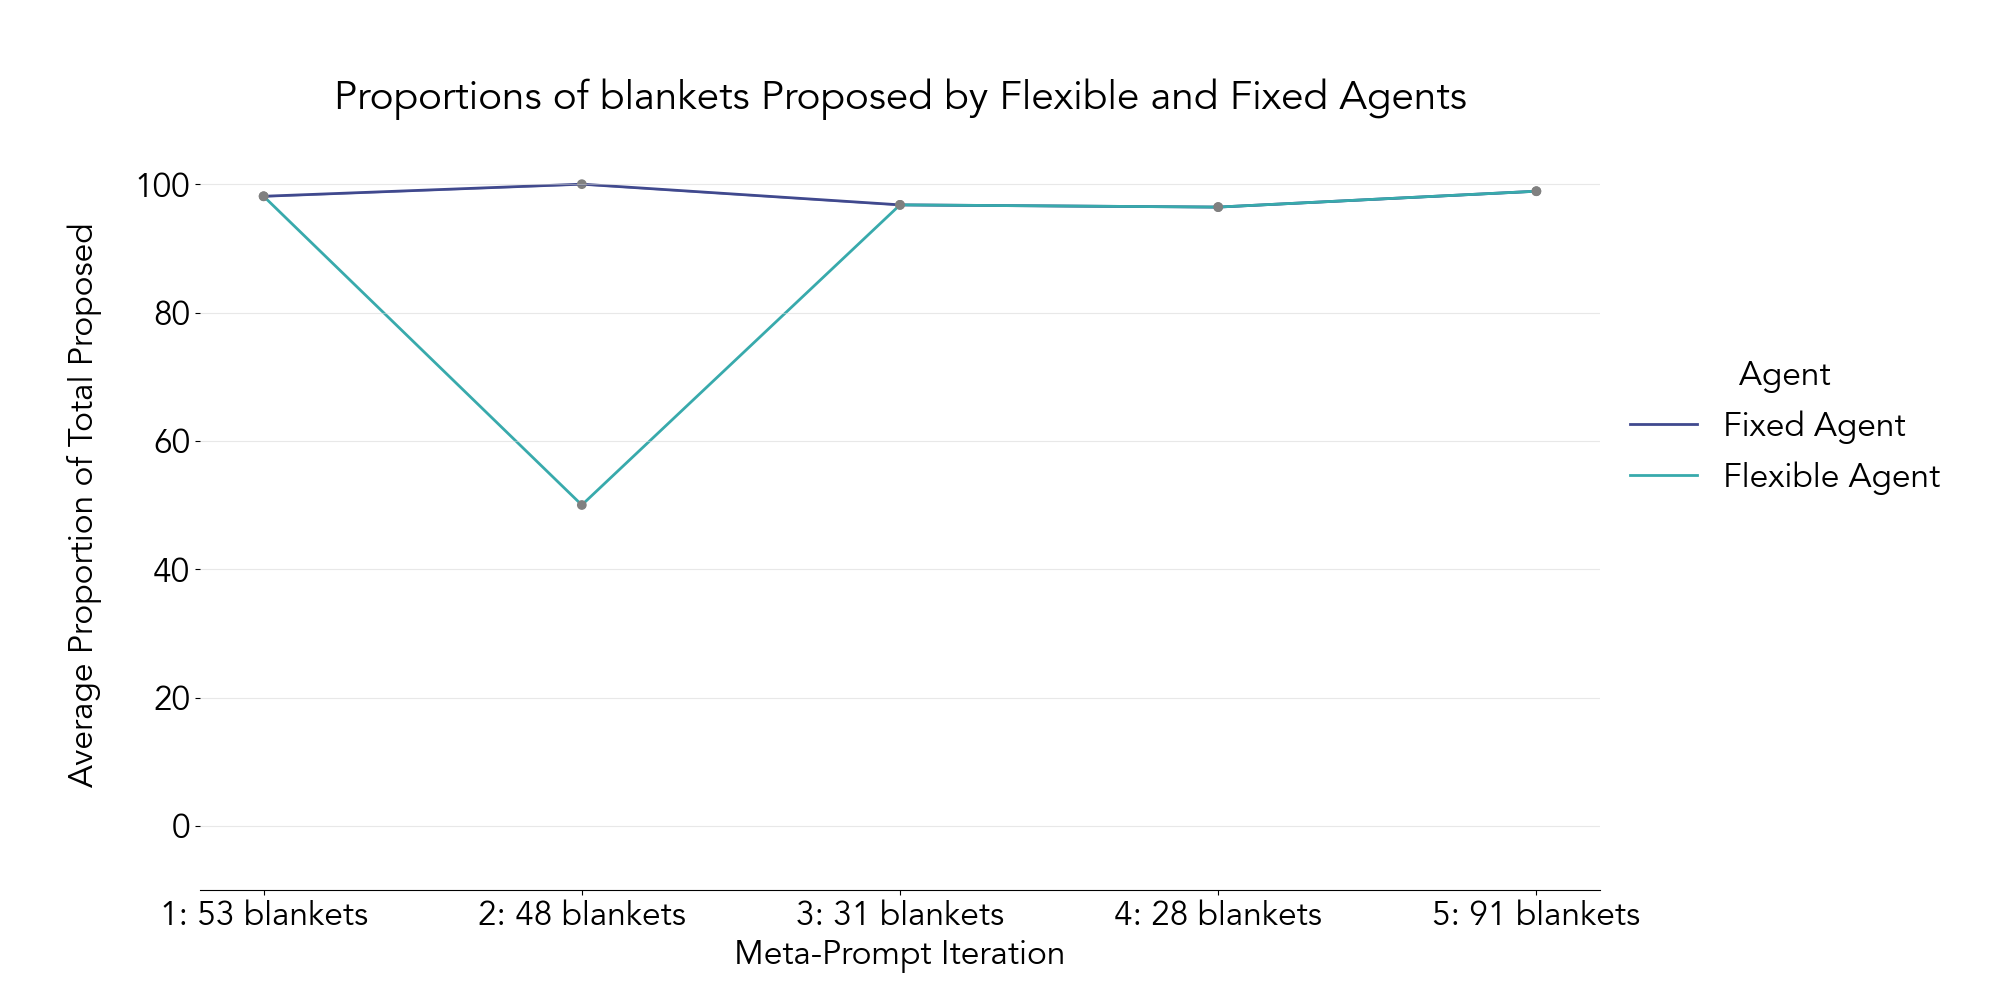 Proportions of blankets Proposed by Flexible and Fixed Agents
Average Proportion of Total Proposed
100
80
60
40
20
0
1: 53 blankets
2: 48 blankets
3: 31 blankets
4: 28 blankets
5: 91 blankets
Meta-Prompt Iteration
Agent
Fixed Agent
Flexible Agent